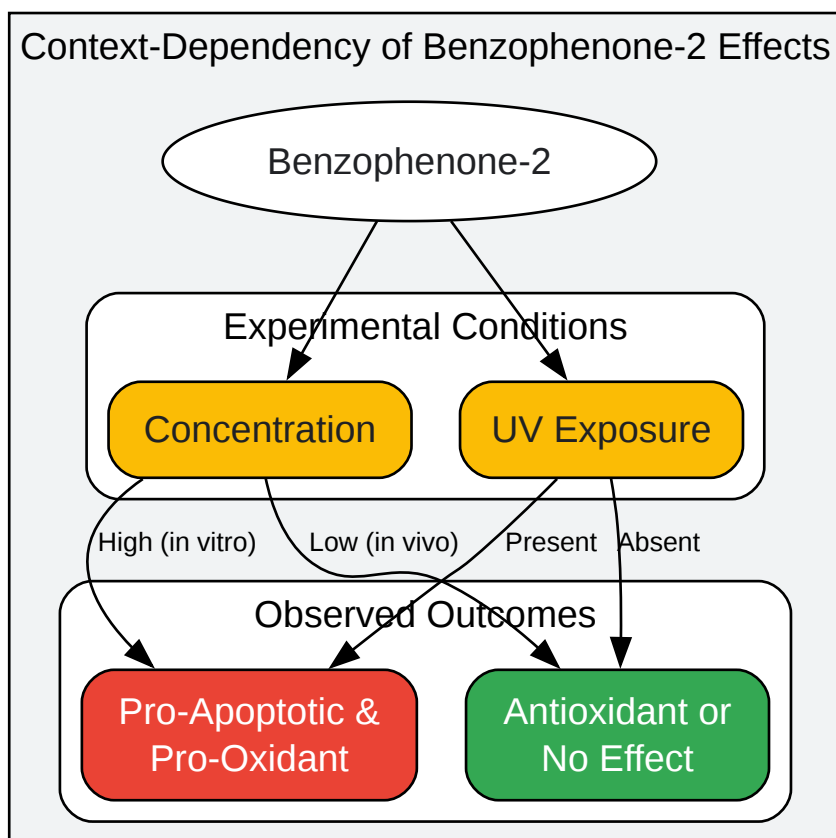 Context-Dependency of Benzophenone-2 Effects
Benzophenone-2
Experimental Conditions
Concentration
UV Exposure
High (in vitro)
Low (in vivo)
Present
Absent
Observed Outcomes
Pro-Apoptotic &
Pro-Oxidant
Antioxidant or
No Effect